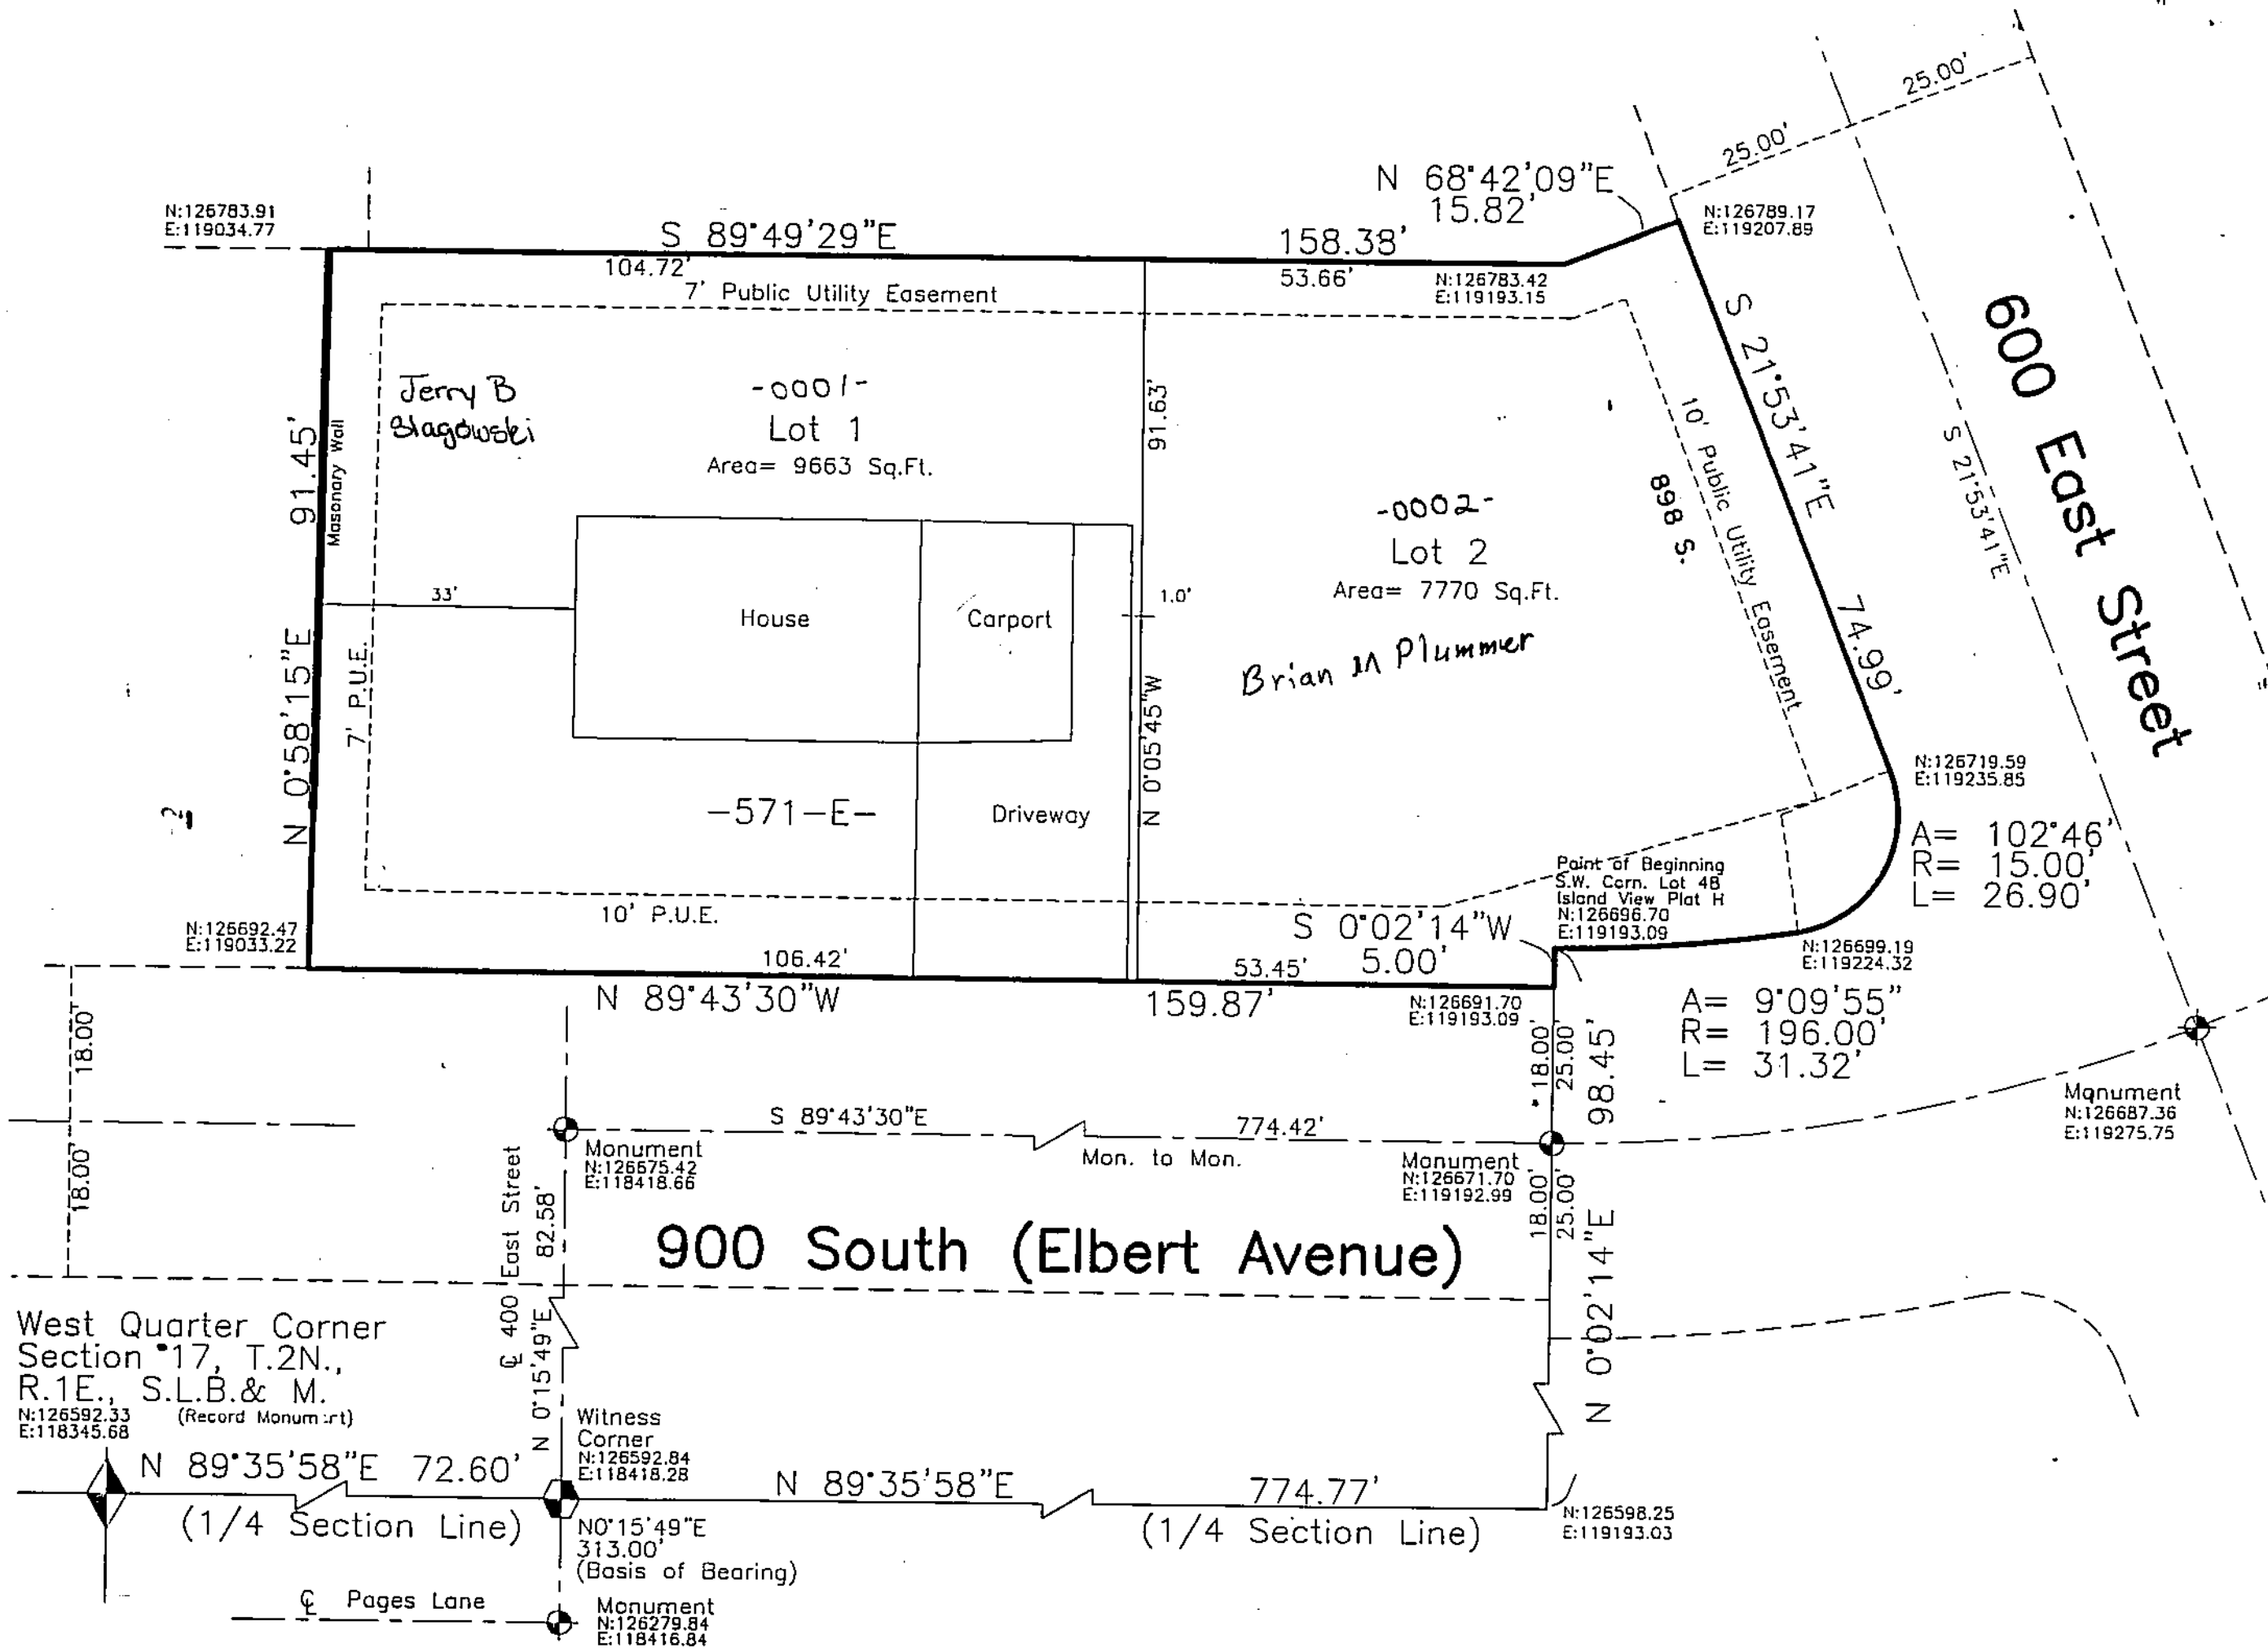 25.00'
25.00'
N 68°42'09"E
15.82'
N:126783.91
E:119034.77
S 89°49'29"E
158.38'
N:126789.17
E:119207.89
104.72'
53.66'
N:126783.42
E:119193.15
7' Public Utility Easement
Jerry B
Slagowski
-0001-
Lot 1
Area= 9663 Sq.Ft.
91.63'
N 0°05'45"W
-0002-
Lot 2
Area= 7770 Sq.Ft.
898 S.
10' Public Utility Easement
S 21°53'41"E
74.99'
S 21°53'41"E
600 East Street
N 0°58'15"E
91.45'
Masonary Wall
33'
7' P.U.E.
House
Carport
1.0'
Brian Plummer
-571-E-
Driveway
N:126719.59
E:119235.85
A= 102°46'
R= 15.00'
L= 26.90'
Point of Beginning
S.W. Corn. Lot 48
Island View Plat H
N:126696.70
E:119193.09
10' P.U.E.
N:126692.47
E:119033.22
S 0°02'14"W
5.00'
N:126699.19
E:119224.32
106.42'
53.45'
N 89°43'30"W
159.87'
N:126691.70
E:119193.09
A= 9°09'55"
R= 196.00'
L= 31.32'
18.00'
18.00'
18.00'
25.00'
98.45'
S 89°43'30"E
774.42'
Mon. to Mon.
Monument
N:126675.42
E:118418.66
Monument
N:126671.70
E:119192.99
Monument
N:126687.36
E:119275.75
18.00'
25.00'
N 0°02'14"E
℄ 400 East Street
N 0°15'49"E
82.58'
900 South (Elbert Avenue)
West Quarter Corner
Section 17, T.2N.,
R.1E., S.L.B.& M.
(Record Monument)
N:126592.33
E:118345.68
Witness
Corner
N:126592.84
E:118418.28
N 89°35'58"E 72.60'
(1/4 Section Line)
N 89°35'58"E
774.77'
(1/4 Section Line)
N:126598.25
E:119193.03
N0°15'49"E
313.00'
(Basis of Bearing)
℄ Pages Lane
Monument
N:126279.84
E:118416.84